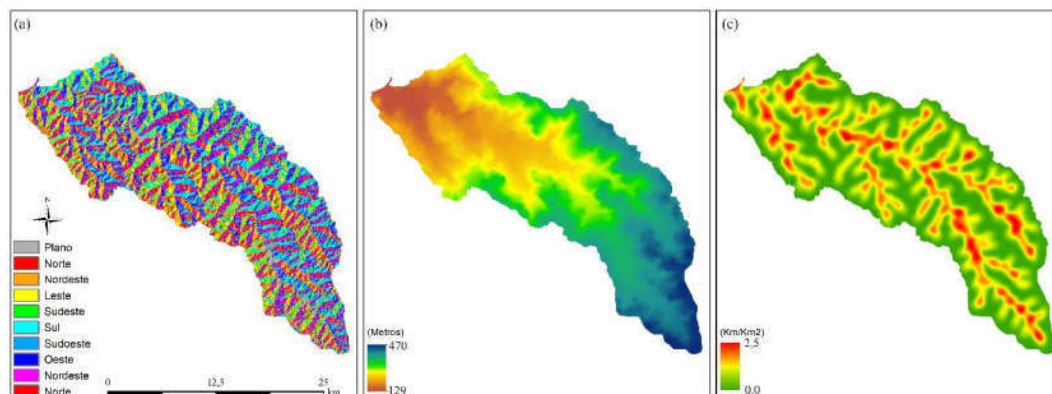 (a)
N
Plano
Norte
Nordeste
Leste
Sudeste
Sul
Sudoeste
Oeste
Nordeste
Norte
0 12,5 25
km
(b)
(Metros)
470
129
(c)
(Km/Km2)
2.5
0.0